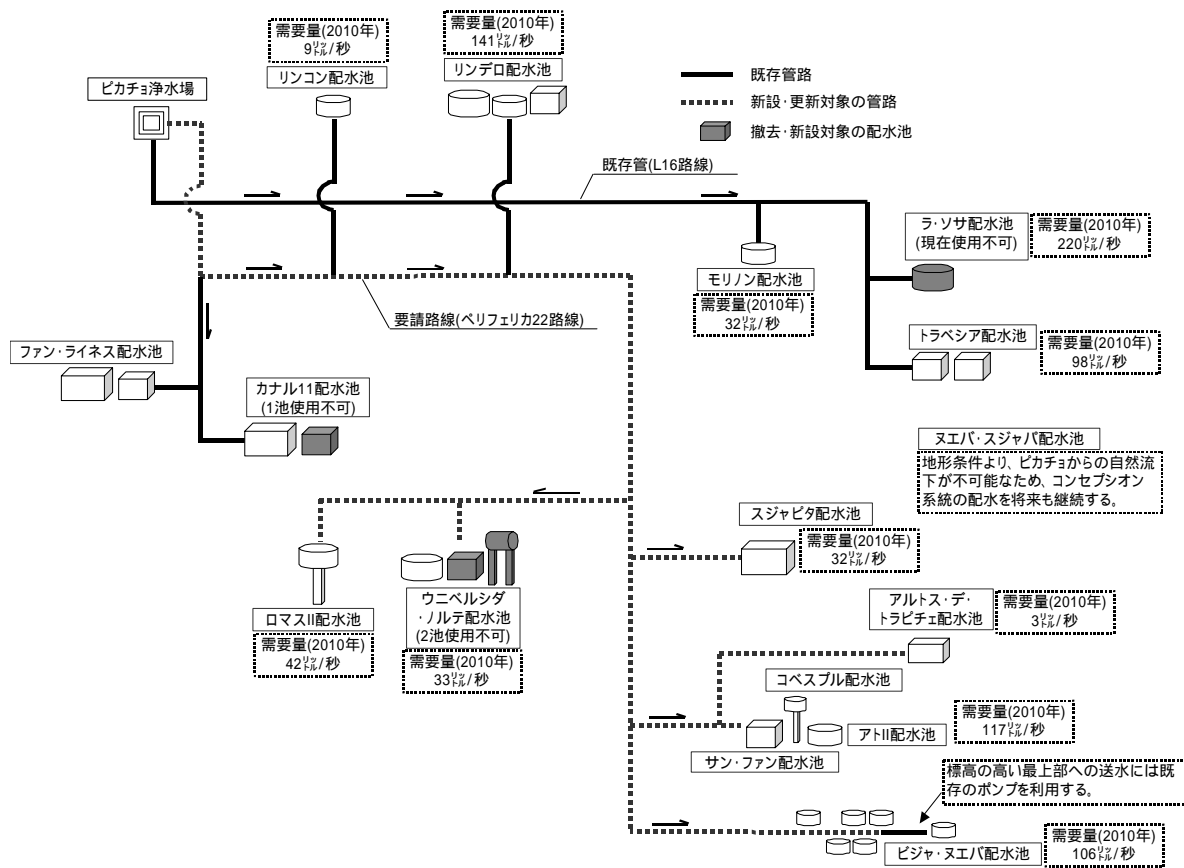 需要量(2010年)
9㍑/秒
リンコン配水池
需要量(2010年)
141㍑/秒
リンデロ配水池
ピカチョ浄水場
既存管路
新設・更新対象の管路
撤去・新設対象の配水池
既存管(L16路線)
ラ・ソサ配水池
(現在使用不可)
需要量(2010年)
220㍑/秒
モリノン配水池
需要量(2010年)
32㍑/秒
要請路線(ペリフェリカ22路線)
トラベシア配水池
需要量(2010年)
98㍑/秒
ファン・ライネス配水池
カナル11配水池
(1池使用不可)
ヌエバ・スジャパ配水池
地形条件より、ピカチョからの自然流
下が不可能なため、コンセプシオン
系統の配水を将来も継続する。
スジャピタ配水池
需要量(2010年)
32㍑/秒
ロマスII配水池
需要量(2010年)
42㍑/秒
ウニベルシダ
・ノルテ配水池
(2池使用不可)
需要量(2010年)
33㍑/秒
アルトス・デ・
トラピチェ配水池
需要量(2010年)
3㍑/秒
コベスプル配水池
サン・ファン配水池
アトII配水池
需要量(2010年)
117㍑/秒
標高の高い最上部への送水には既
存のポンプを利用する。
ビジャ・ヌエバ配水池
需要量(2010年)
106㍑/秒